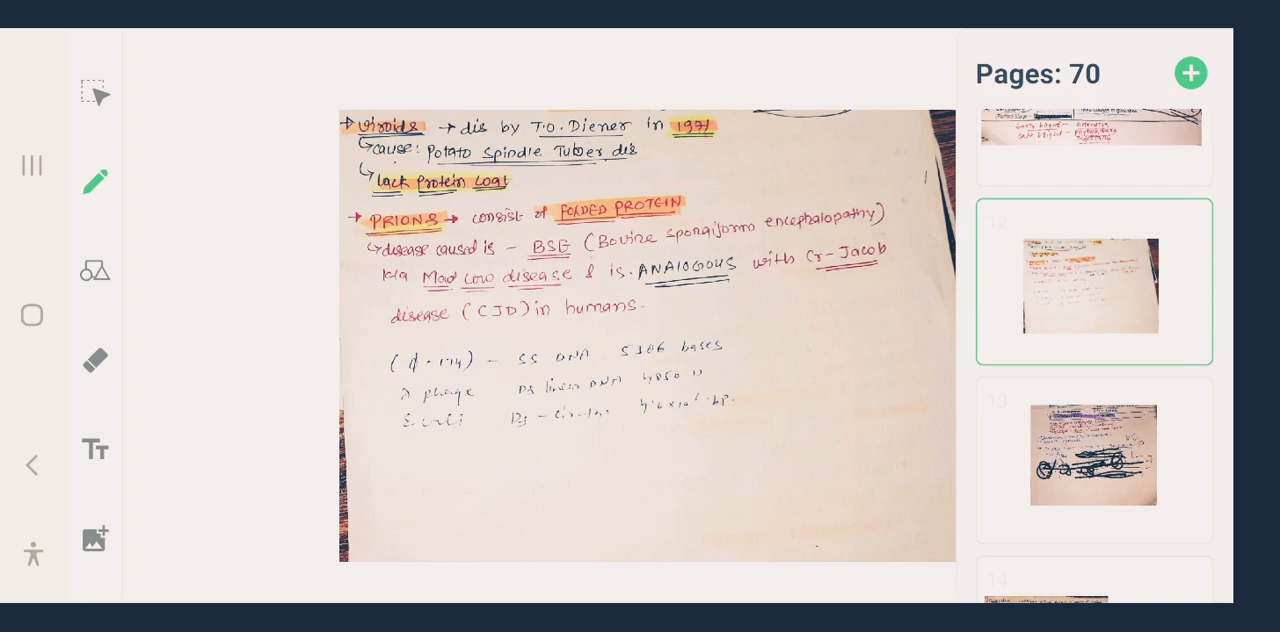 Pages: 70
→ Viroids → dis by T.O. Diener in 1971
↳ cause: Potato Spindle Tuber dis
↳ lack Protein Coat
→ PRIONS → consist of FOLDED PROTEIN
↳ disease caused is - BSE (Bovine spongiform encephalopathy)
k/a Mad Cow disease & is ANALOGOUS with Cr-Jacob
disease (CJD) in humans.
(ϕ-174) - SS DNA 5386 bases
λ phage Ds linear DNA 4850 "
E. coli Ds - circular 4.6 x 10⁶ bp.
12
13
14
Tт